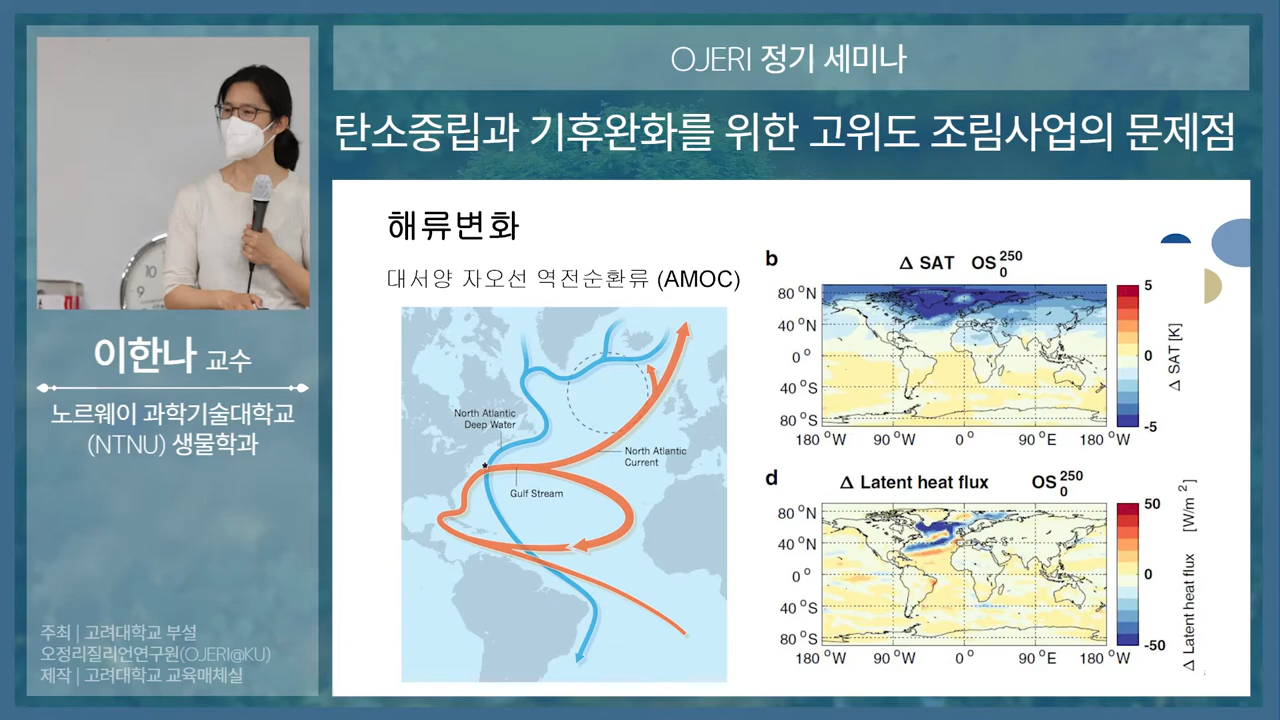 OJERI 정기 세미나
탄소중립과 기후완화를 위한 고위도 조림사업의 문제점
10
9
이한나 교수
노르웨이 과학기술대학교
(NTNU) 생물학과
주최 | 고려대학교 부설
오정리질리언연구원(OJERI@KU)
제작 | 고려대학교 교육매체실
해류변화
대서양 자오선 역전순환류 (AMOC)
North Atlantic
Deep Water
North Atlantic
Current
Gulf Stream
b
Δ SAT OS 250 0
80 °N
40 °N
0 °
40 °S
80 °S
180 °W 90 °W 0 ° 90 °E 180 °W
5
0
-5
Δ SAT [K]
d
Δ Latent heat flux OS 250 0
80 °N
40 °N
0 °
40 °S
80 °S
180 °W 90 °W 0 ° 90 °E 180 °W
50
0
-50
Δ Latent heat flux [W/m 2]